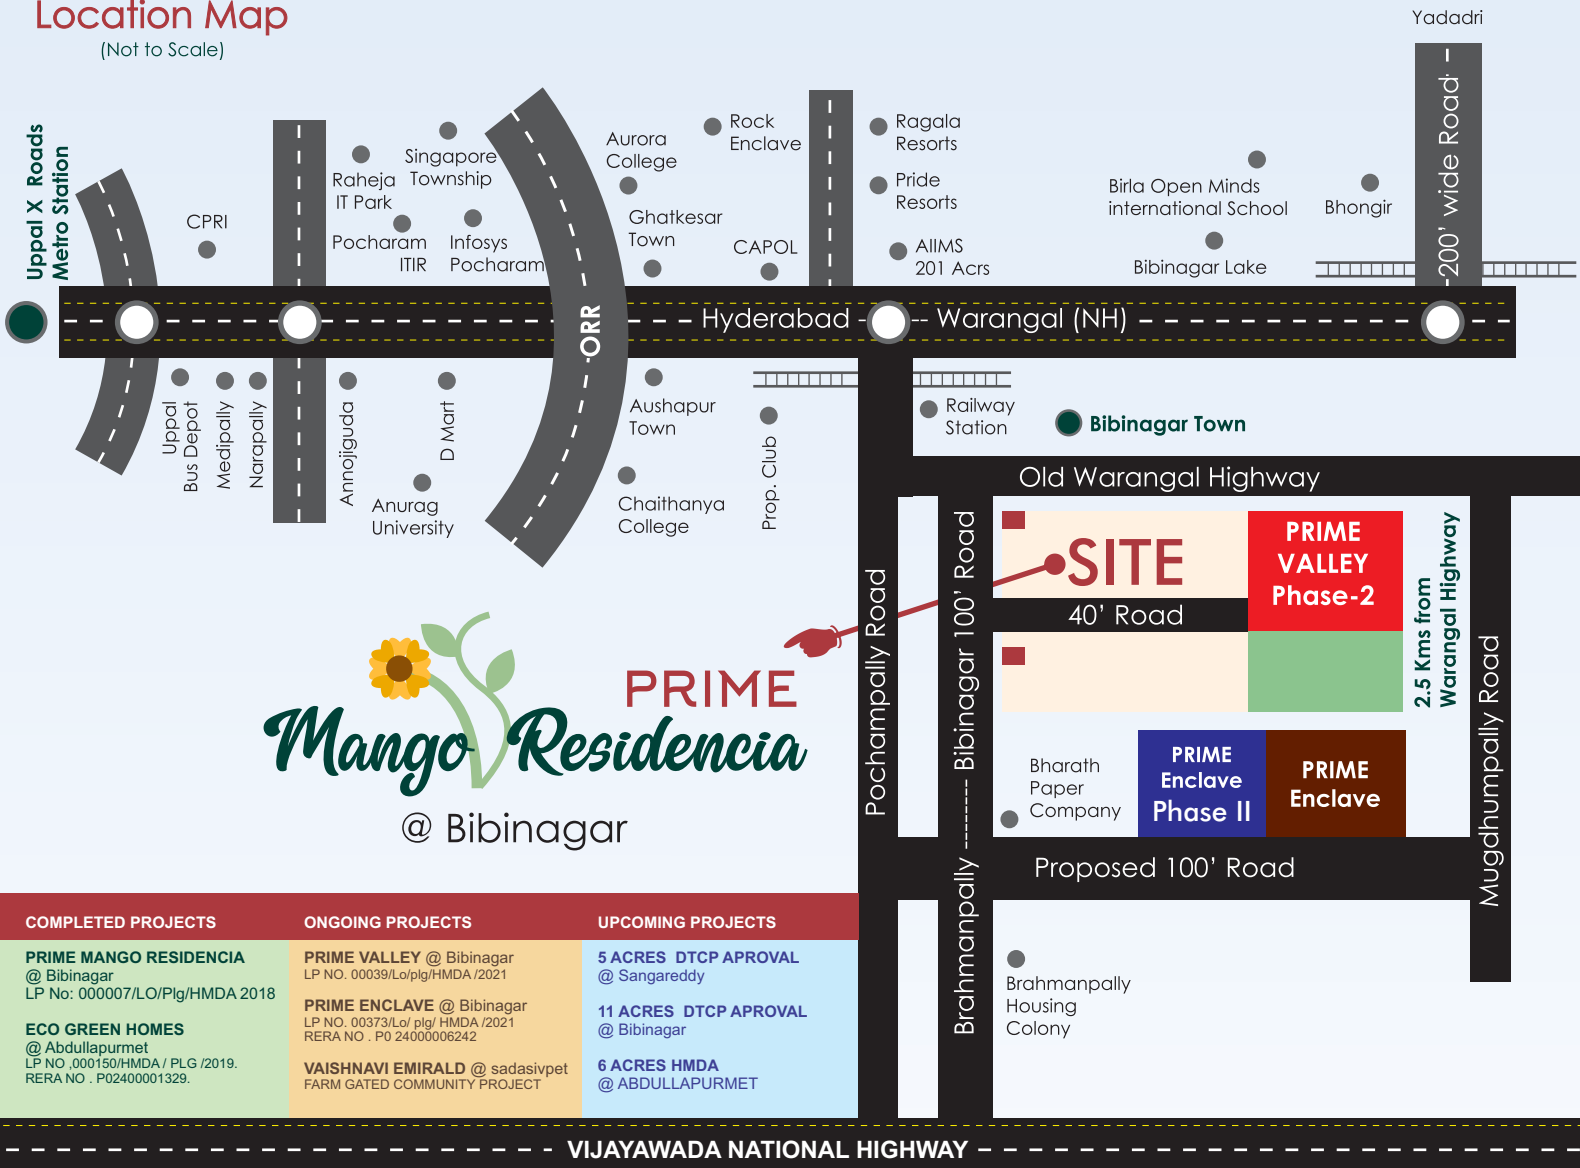 Location Map
(Not to Scale)
Yadadri
Uppal X Roads
Metro Station
CPRI
Raheja
IT Park
Singapore
Township
Pocharam
ITIR
Infosys
Pocharam
Aurora
College
Rock
Enclave
Ghatkesar
Town
CAPOL
Ragala
Resorts
Pride
Resorts
AIIMS
201 Acrs
Birla Open Minds
international School
Bhongir
Bibinagar Lake
200' wide Road
ORR
Hyderabad - -- Warangal (NH)
Uppal
Bus Depot
Medipally
Narapally
Annojiguda
D Mart
Anurag
University
Aushapur
Town
Chaithanya
College
Prop. Club
Railway
Station
Bibinagar Town
Old Warangal Highway
SITE
40' Road
PRIME
VALLEY
Phase-2
2.5 Kms from
Warangal Highway
Pochampally Road
Brahmanpally --------- Bibinagar 100' Road
Mugdhumpally Road
PRIME
Mango Residencia
@ Bibinagar
Bharath
Paper
Company
PRIME
Enclave
Phase II
PRIME
Enclave
Proposed 100' Road
Brahmanpally
Housing
Colony
COMPLETED PROJECTS
PRIME MANGO RESIDENCIA
@ Bibinagar
LP No: 000007/LO/Plg/HMDA 2018
ECO GREEN HOMES
@ Abdullapurmet
LP NO ,000150/HMDA / PLG /2019.
RERA NO . P02400001329.
ONGOING PROJECTS
PRIME VALLEY @ Bibinagar
LP NO. 00039/Lo/plg/HMDA /2021
PRIME ENCLAVE @ Bibinagar
LP NO. 00373/Lo/ plg/ HMDA /2021
RERA NO . P0 24000006242
VAISHNAVI EMIRALD @ sadasivpet
FARM GATED COMMUNITY PROJECT
UPCOMING PROJECTS
5 ACRES DTCP APROVAL
@ Sangareddy
11 ACRES DTCP APROVAL
@ Bibinagar
6 ACRES HMDA
@ ABDULLAPURMET
VIJAYAWADA NATIONAL HIGHWAY